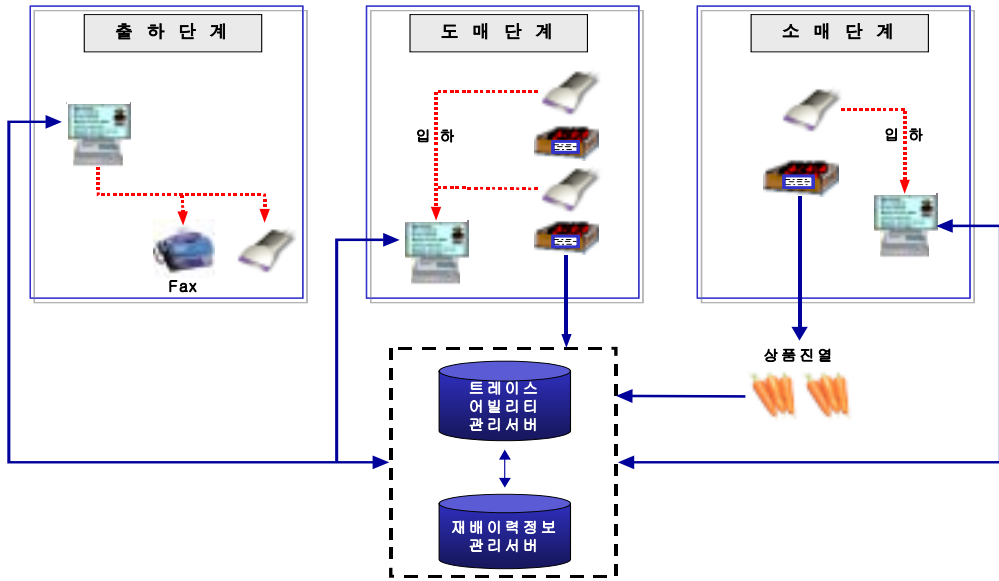 출 하 단 계
도 매 단 계
소 매 단 계
입 하
입 하
Fax
상 품 진 열
트 레 이 스
어 빌 리 티
관 리 서 버
재 배 이 력 정 보
관 리 서 버